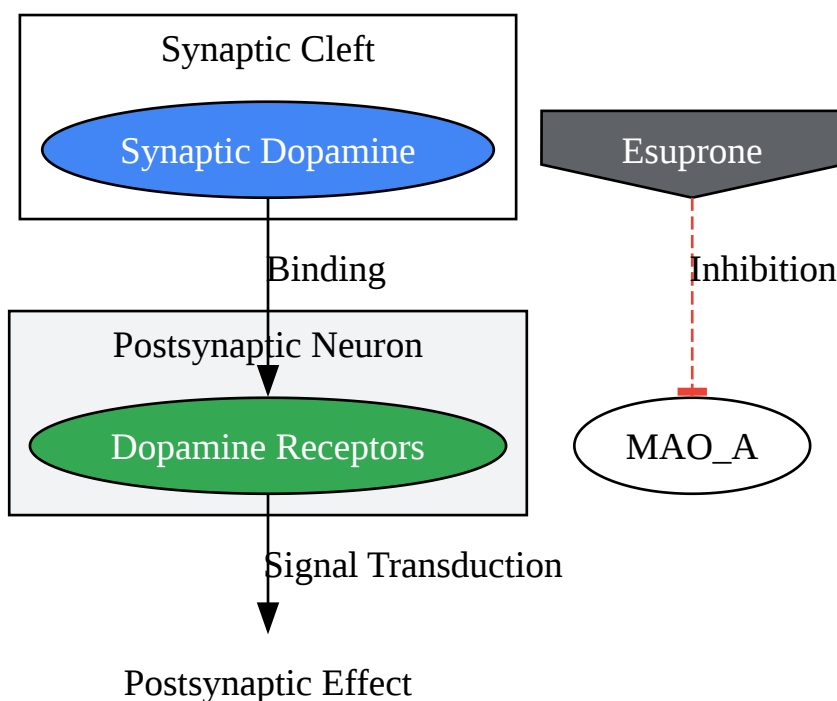 Synaptic Cleft
Synaptic Dopamine
Esuprone
Binding
Inhibition
Postsynaptic Neuron
Dopamine Receptors
MAO_A
Signal Transduction
Postsynaptic Effect